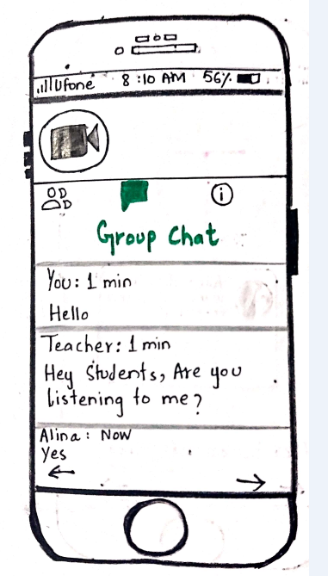 Ufone 8:10 AM 56%
Group Chat
You: 1 min
Hello
Teacher: 1 min
Hey Students, Are you
listening to me?
Alina: Now
Yes